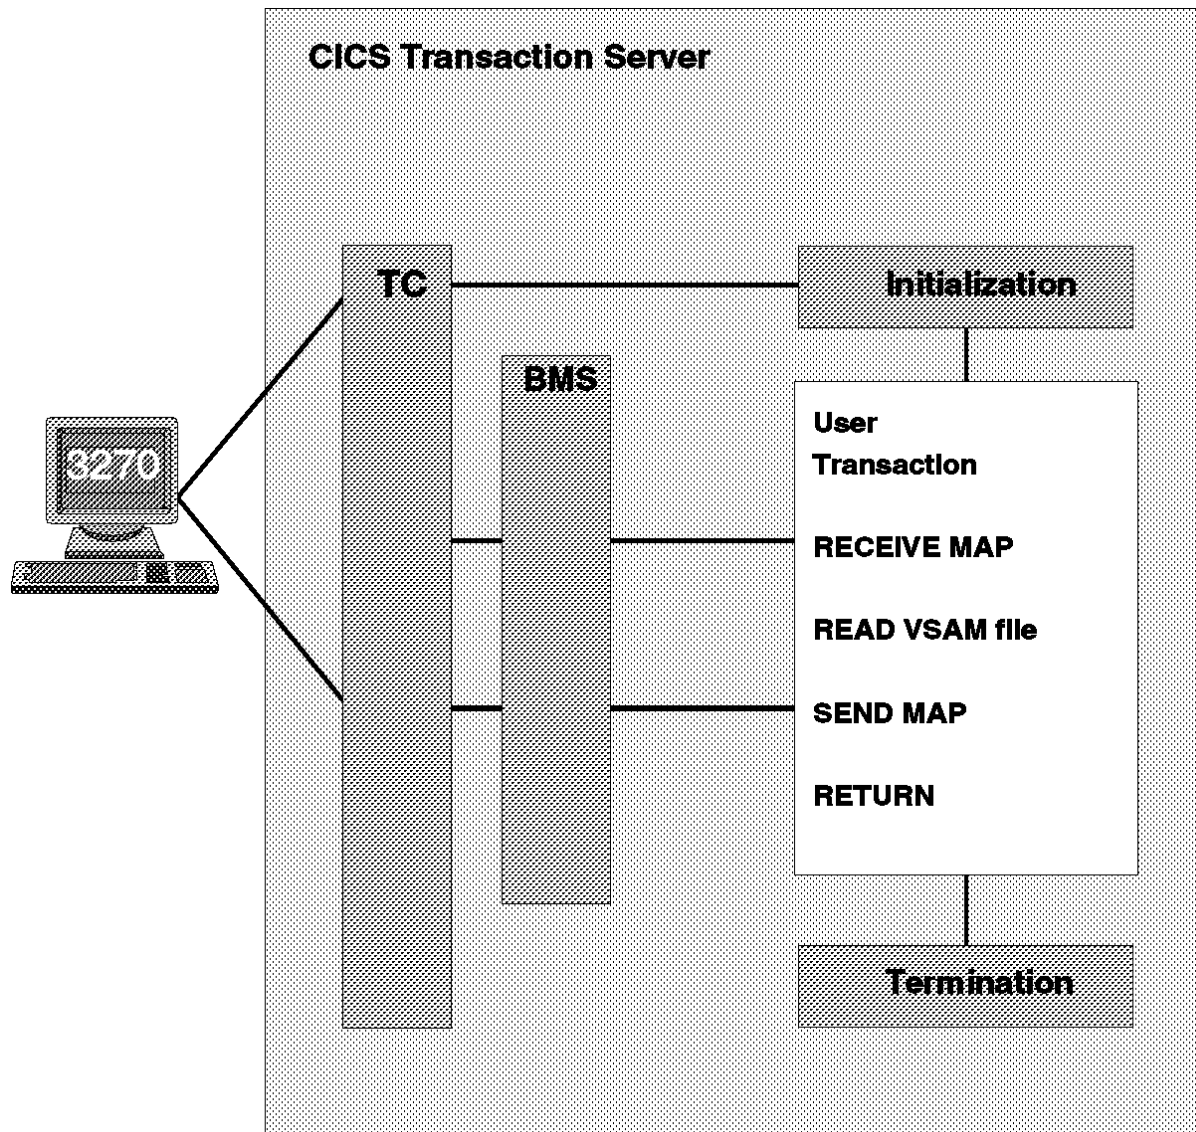 CICS Transaction Server
TC
Initialization
BMS
3270
User
Transaction
RECEIVE MAP
READ VSAM file
SEND MAP
RETURN
Termination